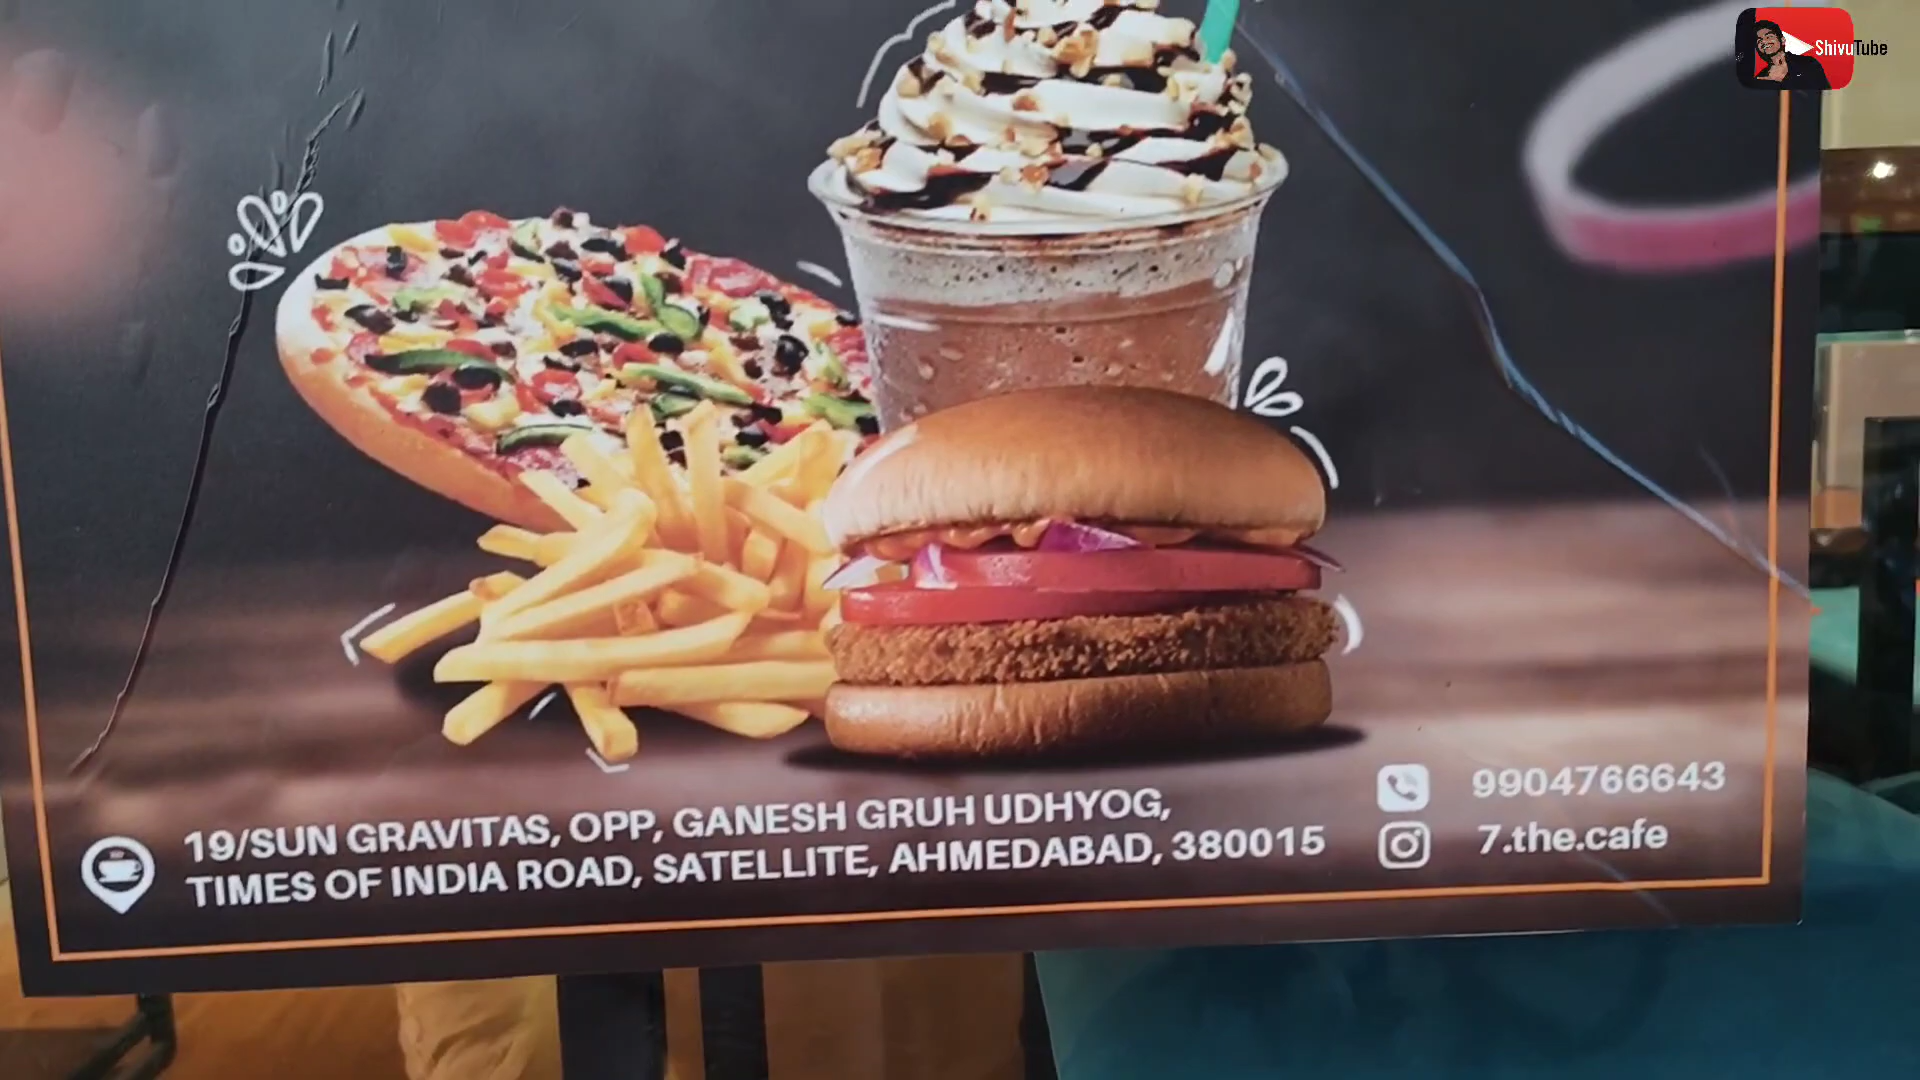 ShivuTube
19/SUN GRAVITAS, OPP, GANESH GRUH UDHYOG,
TIMES OF INDIA ROAD, SATELLITE, AHMEDABAD, 380015
9904766643
7.the.cafe